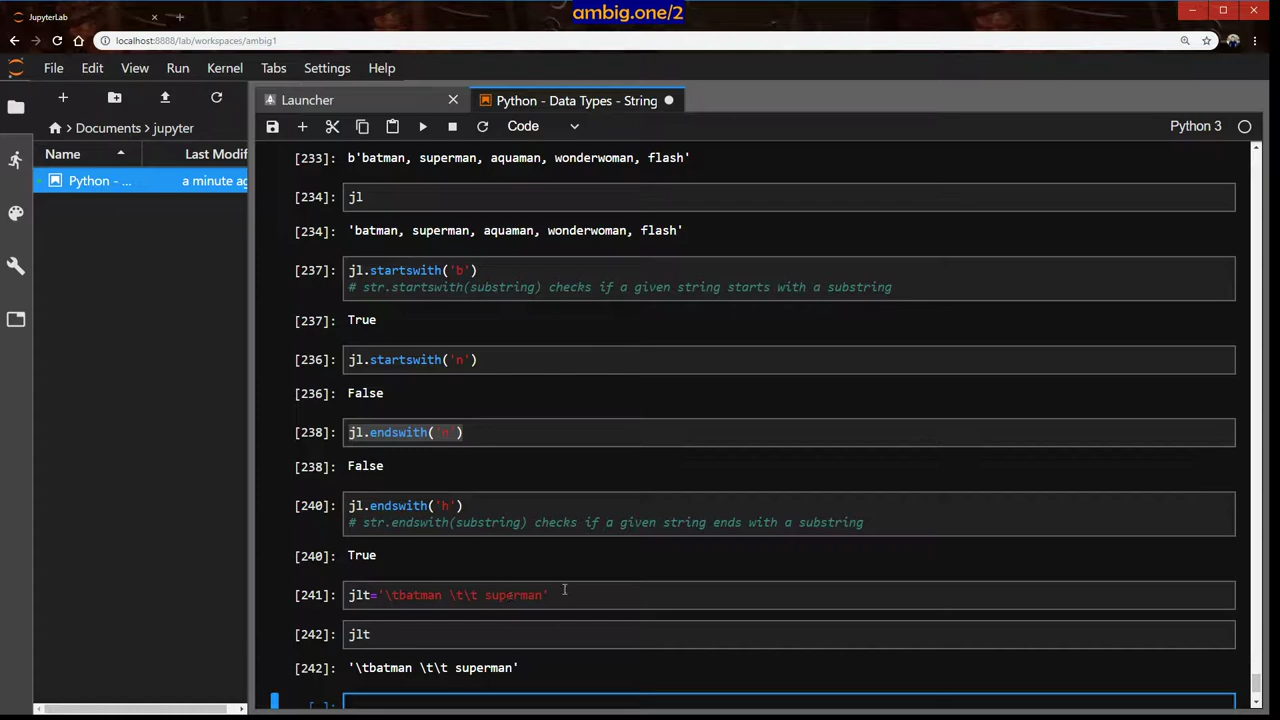 ambig.one/2
JupyterLab
localhost:8888/lab/workspaces/ambig1
File Edit View Run Kernel Tabs Settings Help
Launcher
Python - Data Types - String
Documents > jupyter
Code
Python 3
Name
Last Modif
Python - ...
a minute ag
[233]: b'batman, superman, aquaman, wonderwoman, flash'
[234]: jl
[234]: 'batman, superman, aquaman, wonderwoman, flash'
[237]: jl.startswith('b')
# str.startswith(substring) checks if a given string starts with a substring
[237]: True
[236]: jl.startswith('n')
[236]: False
[238]: jl.endswith('n')
[238]: False
[240]: jl.endswith('h')
# str.endswith(substring) checks if a given string ends with a substring
[240]: True
[241]: jlt='\tbatman \t\t superman'
[242]: jlt
[242]: '\tbatman \t\t superman'
[ ]: